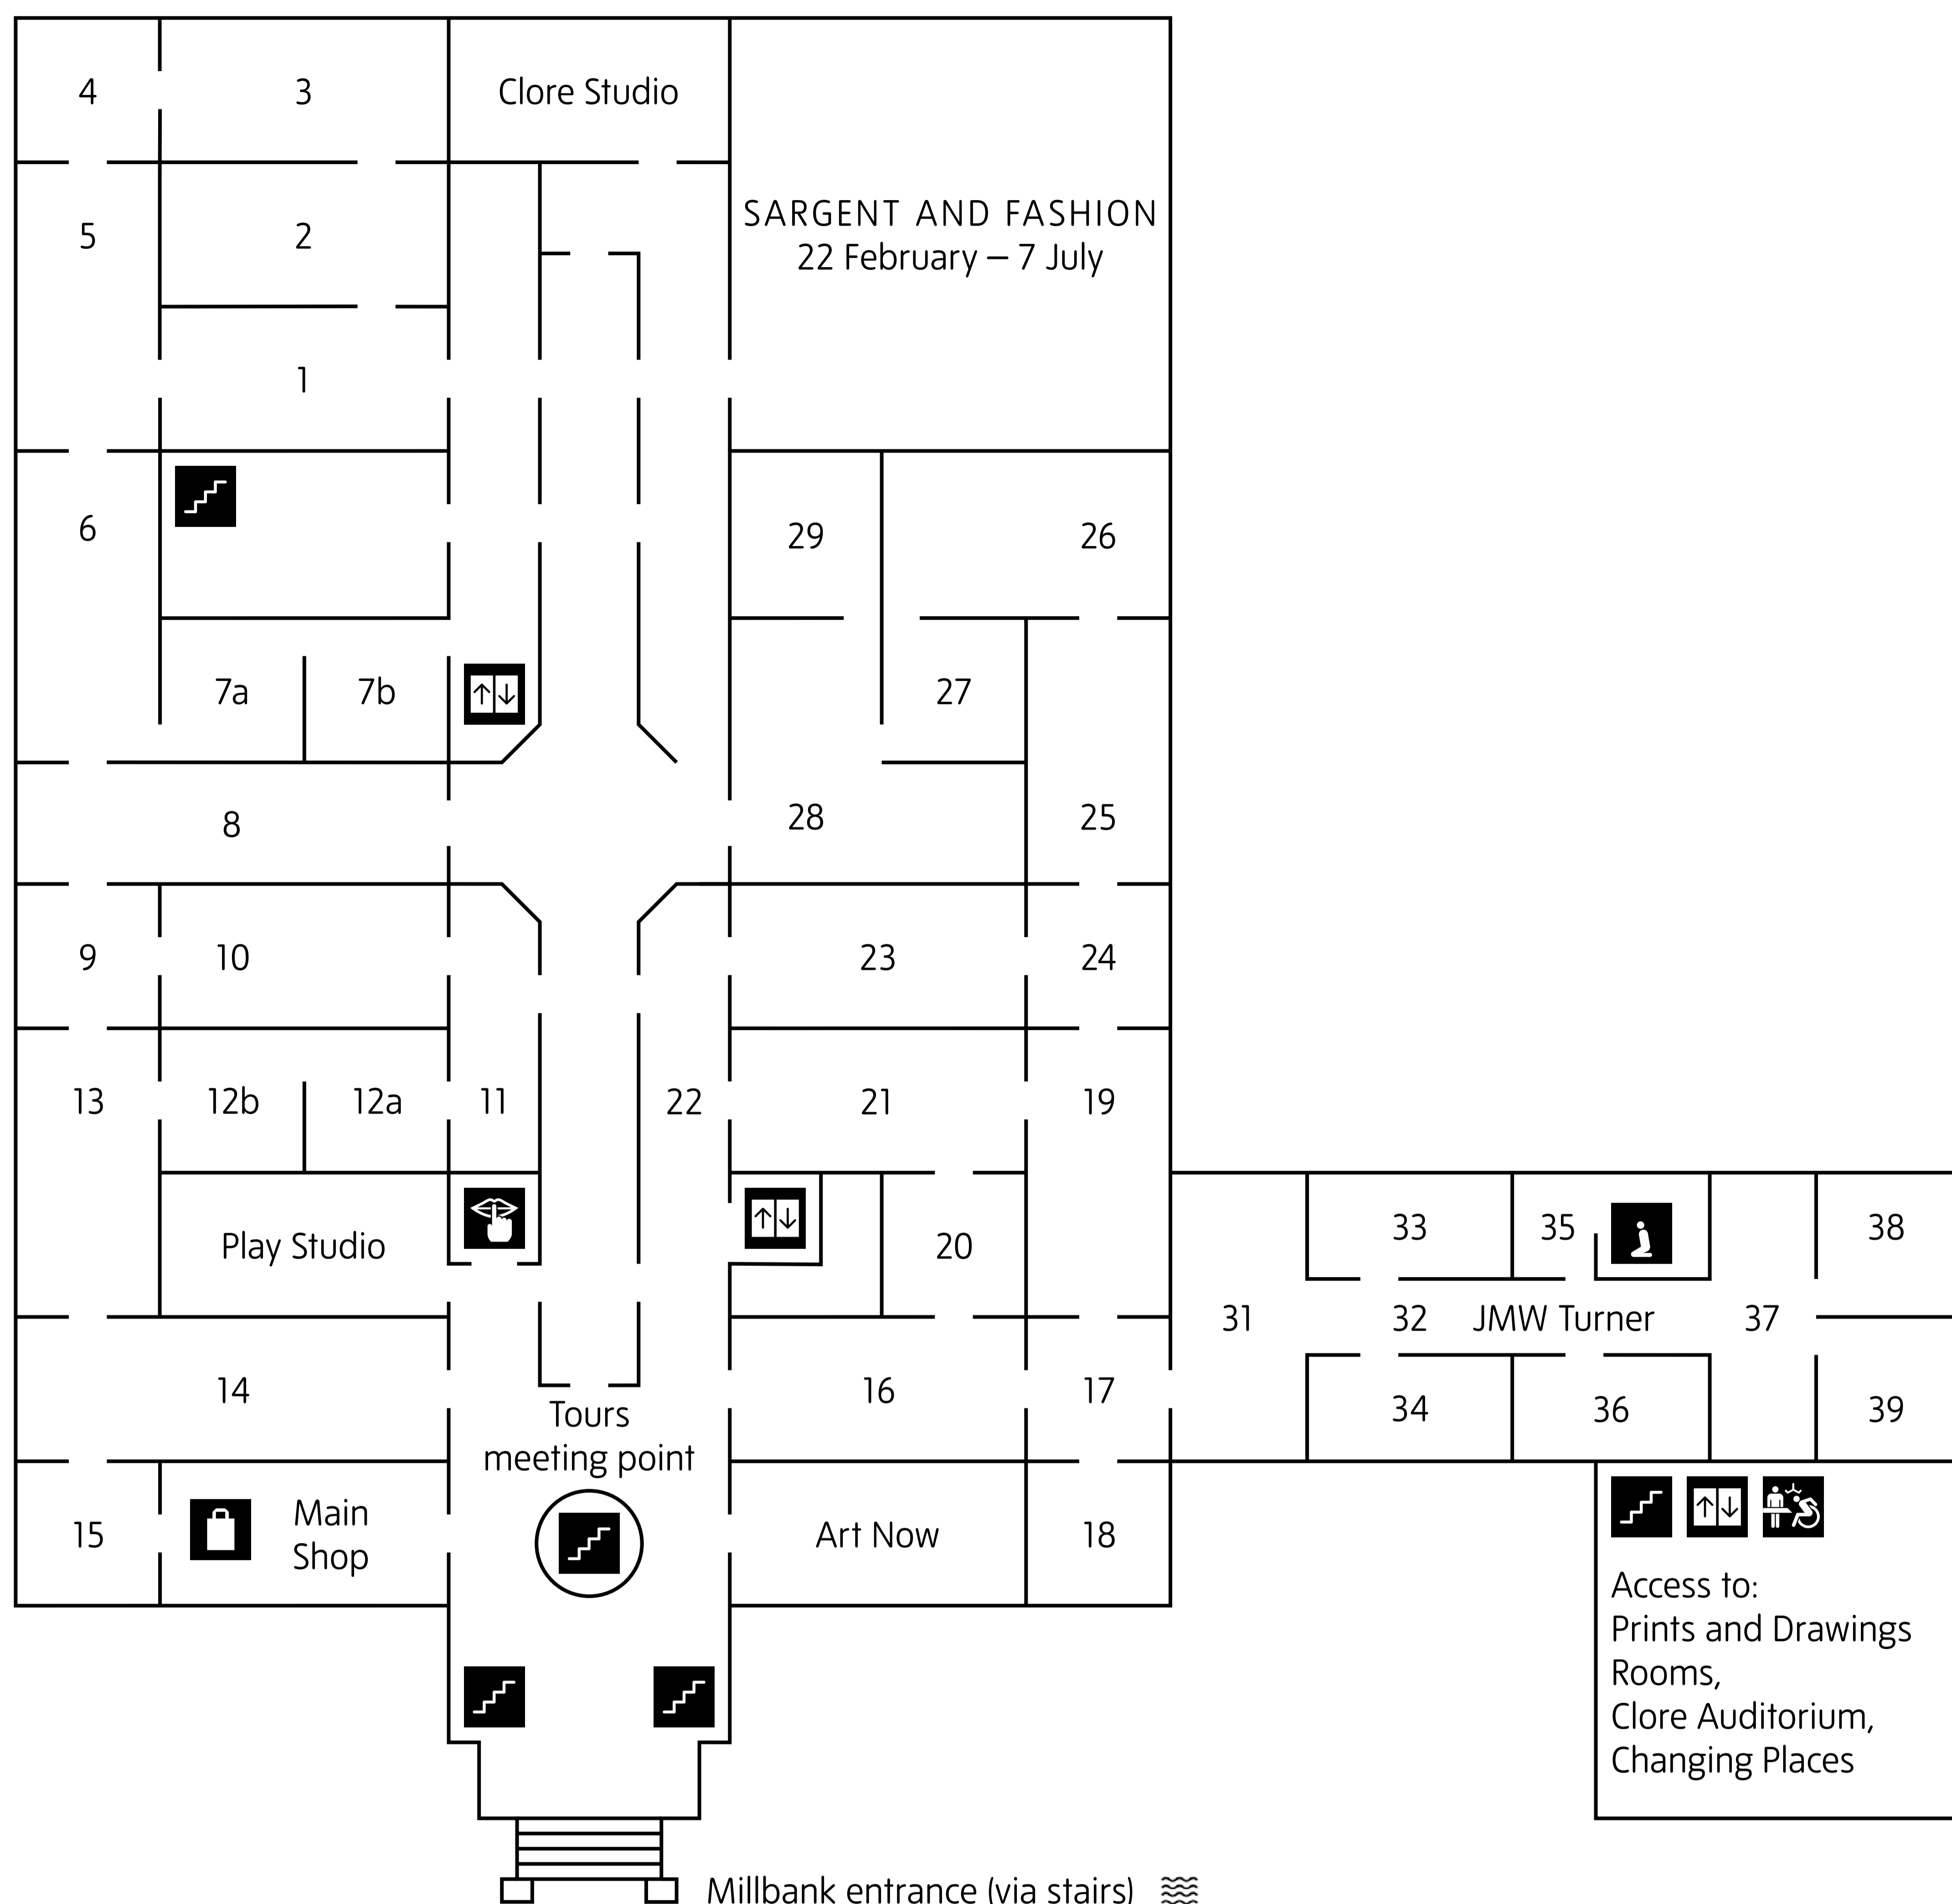 4
3
Clore Studio
SARGENT AND FASHION
22 February – 7 July
5
2
1
6
29
26
7a
7b
27
8
28
25
9
10
23
24
13
12b
12a
11
22
21
19
Play Studio
20
33
35
38
31
32
JMW Turner
37
14
Tours
meeting point
16
17
34
36
39
15
Main
Shop
Art Now
18
Access to:
Prints and Drawings
Rooms,
Clore Auditorium,
Changing Places
Millbank entrance (via stairs)